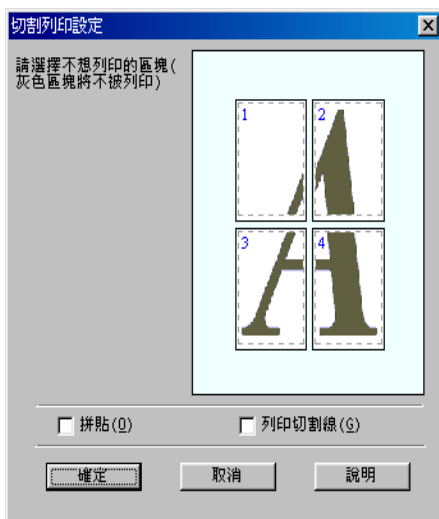 切割列印設定
請選擇不想列印的區塊(
灰色區塊將不被列印)
1 2
3 4
拼貼(O) 列印切割線(G)
確定 取消 說明